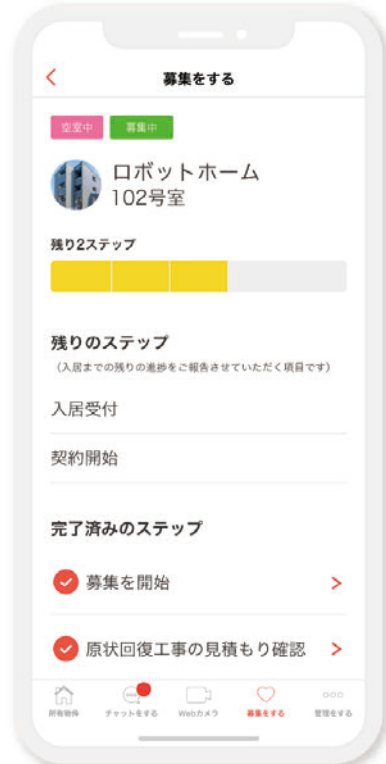 募集をする
空室中 募集中
ロボットホーム
102号室
残り2ステップ
残りのステップ
(入居までの残りの進捗をご報告させていただく項目です)
入居受付
契約開始
完了済みのステップ
募集を開始
原状回復工事の見積もり確認
所有物件 チャットをする Webカメラ 募集をする 管理をする